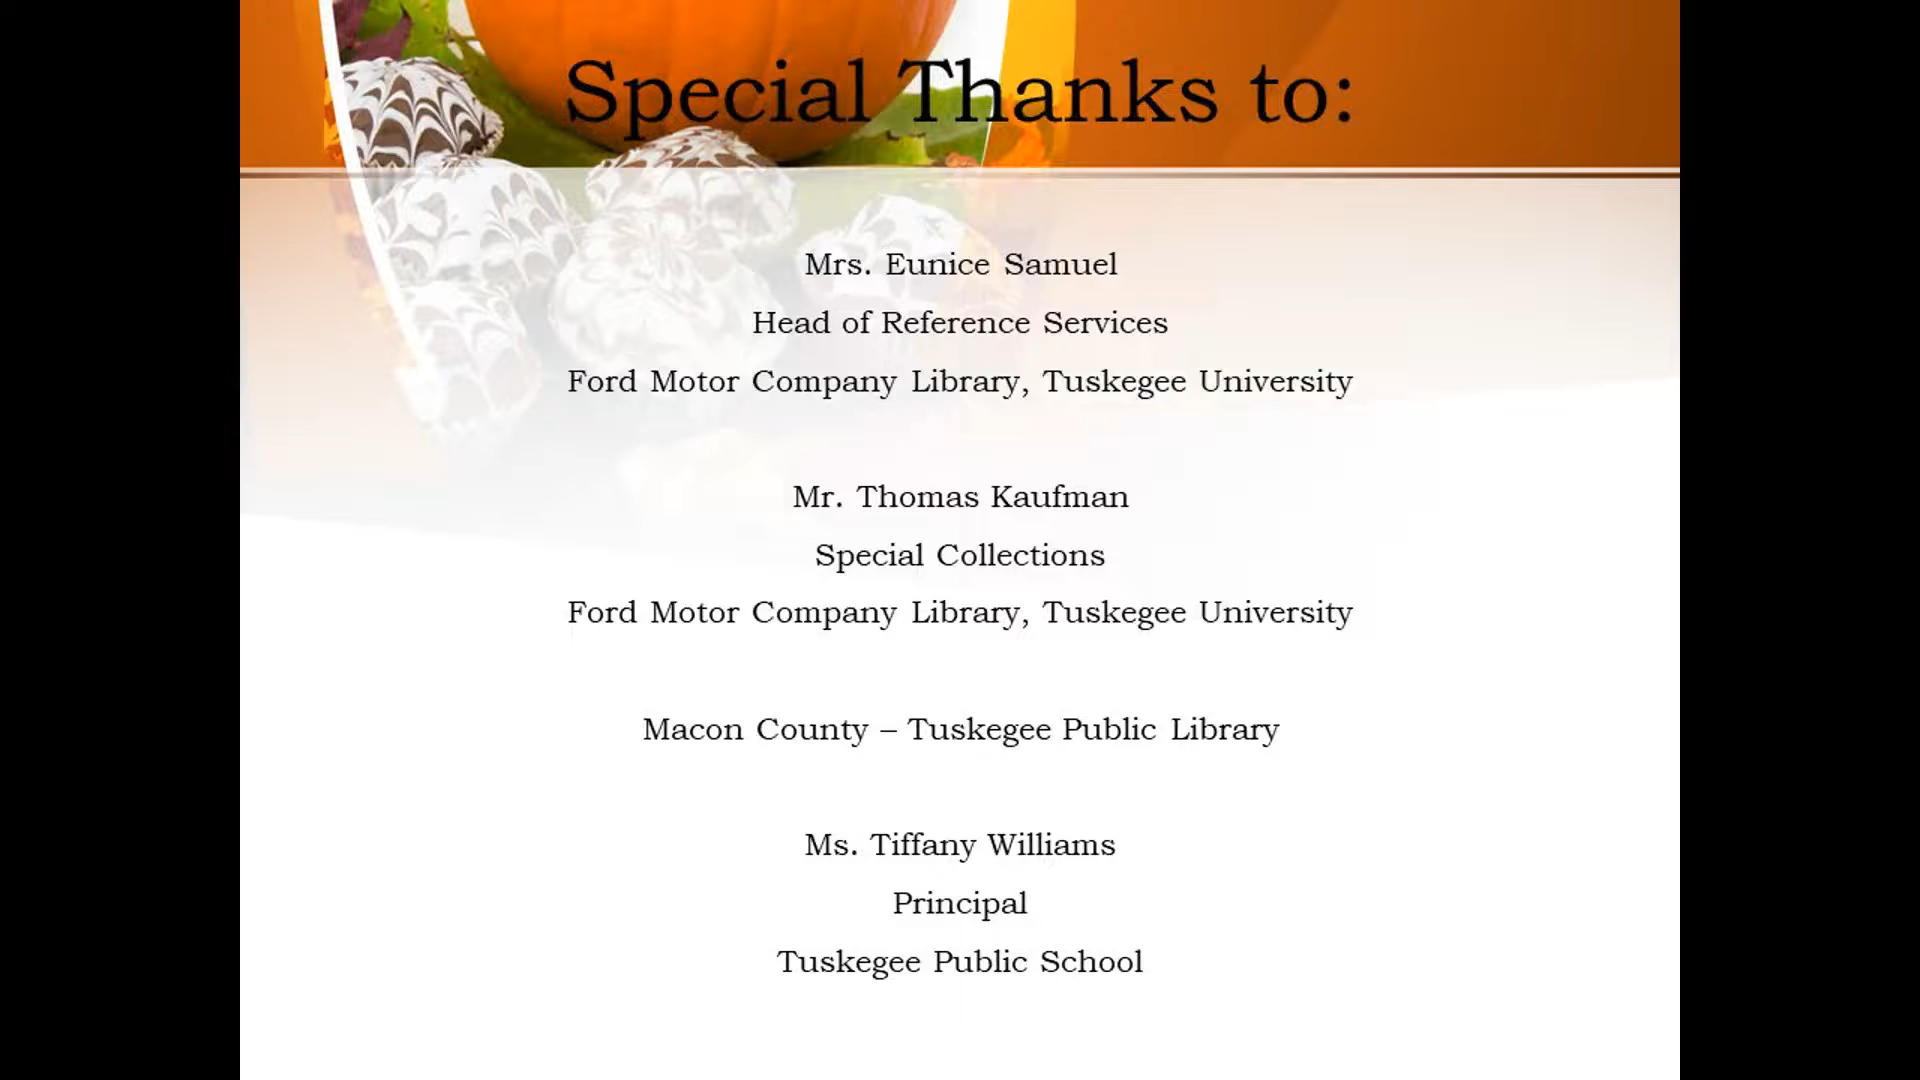 Special Thanks to:
Mrs. Eunice Samuel
Head of Reference Services
Ford Motor Company Library, Tuskegee University
Mr. Thomas Kaufman
Special Collections
Ford Motor Company Library, Tuskegee University
Macon County – Tuskegee Public Library
Ms. Tiffany Williams
Principal
Tuskegee Public School